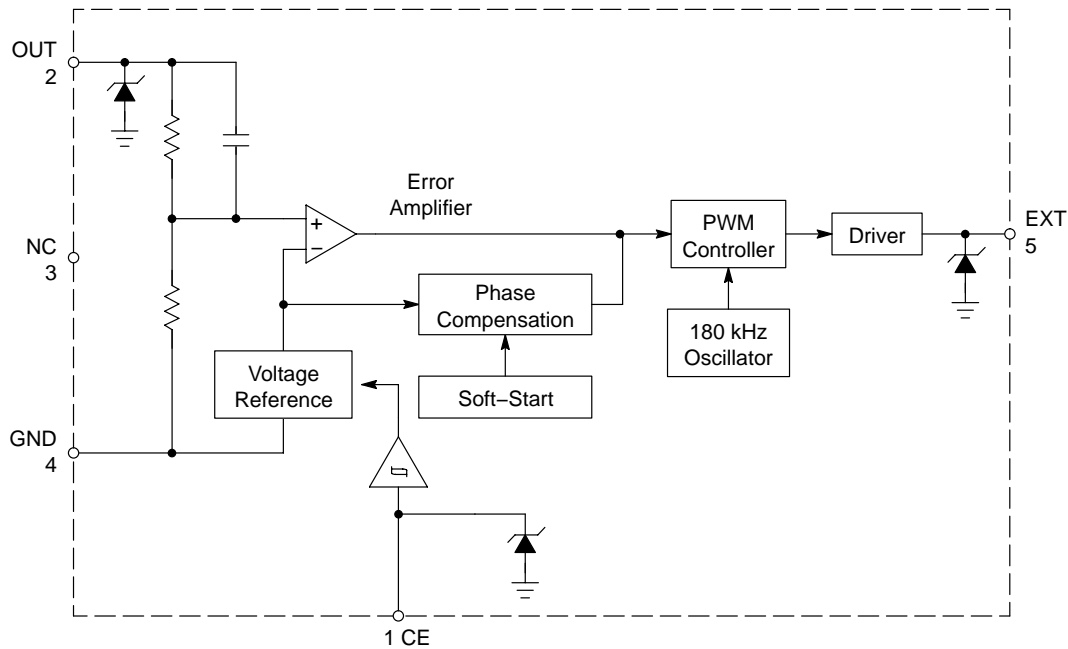 OUT
2
Error
Amplifier
+
−
NC
3
PWM
Controller
Driver
EXT
5
Phase
Compensation
180 kHz
Oscillator
Voltage
Reference
Soft−Start
GND
4
1 CE